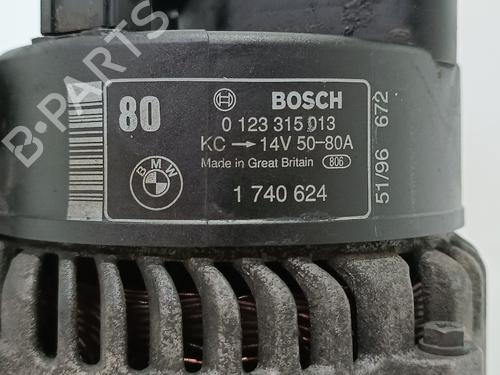 B-PARTS
80
BOSCH
0 123 315 013
KC → 14V 50-80A
Made in Great Britain 806
BMW
1 740 624
51/96 672